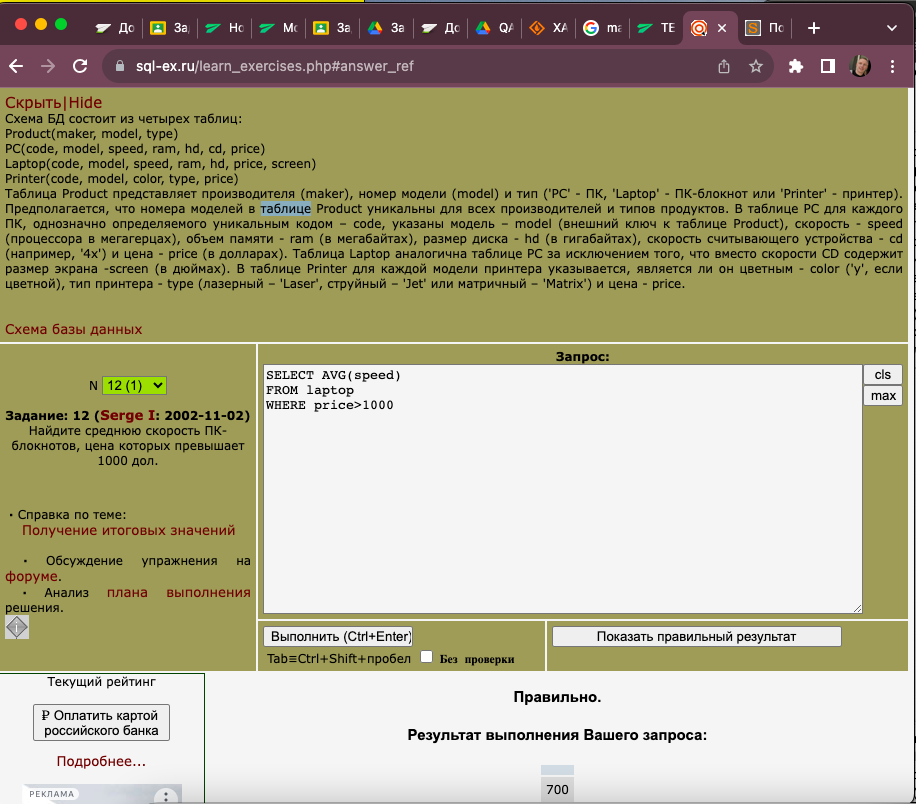 До
За
Но
Мо
За
За
До
QA
ХА
ma
ТЕ
По
sql-ex.ru/learn_exercises.php#answer_ref
Скрыть|Hide
Схема БД состоит из четырех таблиц:
Product(maker, model, type)
PC(code, model, speed, ram, hd, cd, price)
Laptop(code, model, speed, ram, hd, price, screen)
Printer(code, model, color, type, price)
Таблица Product представляет производителя (maker), номер модели (model) и тип ('PC' - ПК, 'Laptop' - ПК-блокнот или 'Printer' - принтер).
Предполагается, что номера моделей в таблице Product уникальны для всех производителей и типов продуктов. В таблице PC для каждого
ПК, однозначно определяемого уникальным кодом – code, указаны модель – model (внешний ключ к таблице Product), скорость - speed
(процессора в мегагерцах), объем памяти - ram (в мегабайтах), размер диска - hd (в гигабайтах), скорость считывающего устройства - cd
(например, '4x') и цена - price (в долларах). Таблица Laptop аналогична таблице PC за исключением того, что вместо скорости CD содержит
размер экрана -screen (в дюймах). В таблице Printer для каждой модели принтера указывается, является ли он цветным - color ('y', если
цветной), тип принтера - type (лазерный – 'Laser', струйный – 'Jet' или матричный – 'Matrix') и цена - price.
Схема базы данных
N 12 (1)
Задание: 12 (Serge I: 2002-11-02)
Найдите среднюю скорость ПК-
блокнотов, цена которых превышает
1000 дол.
· Справка по теме:
Получение итоговых значений
· Обсуждение упражнения на
форуме.
· Анализ плана выполнения
решения.
Запрос:
SELECT AVG(speed)
FROM laptop
WHERE price>1000
cls
max
Выполнить (Ctrl+Enter)
Tab≡Ctrl+Shift+пробел Без проверки
Показать правильный результат
Текущий рейтинг
₽ Оплатить картой
российского банка
Подробнее...
РЕКЛАМА
Правильно.
Результат выполнения Вашего запроса:
700